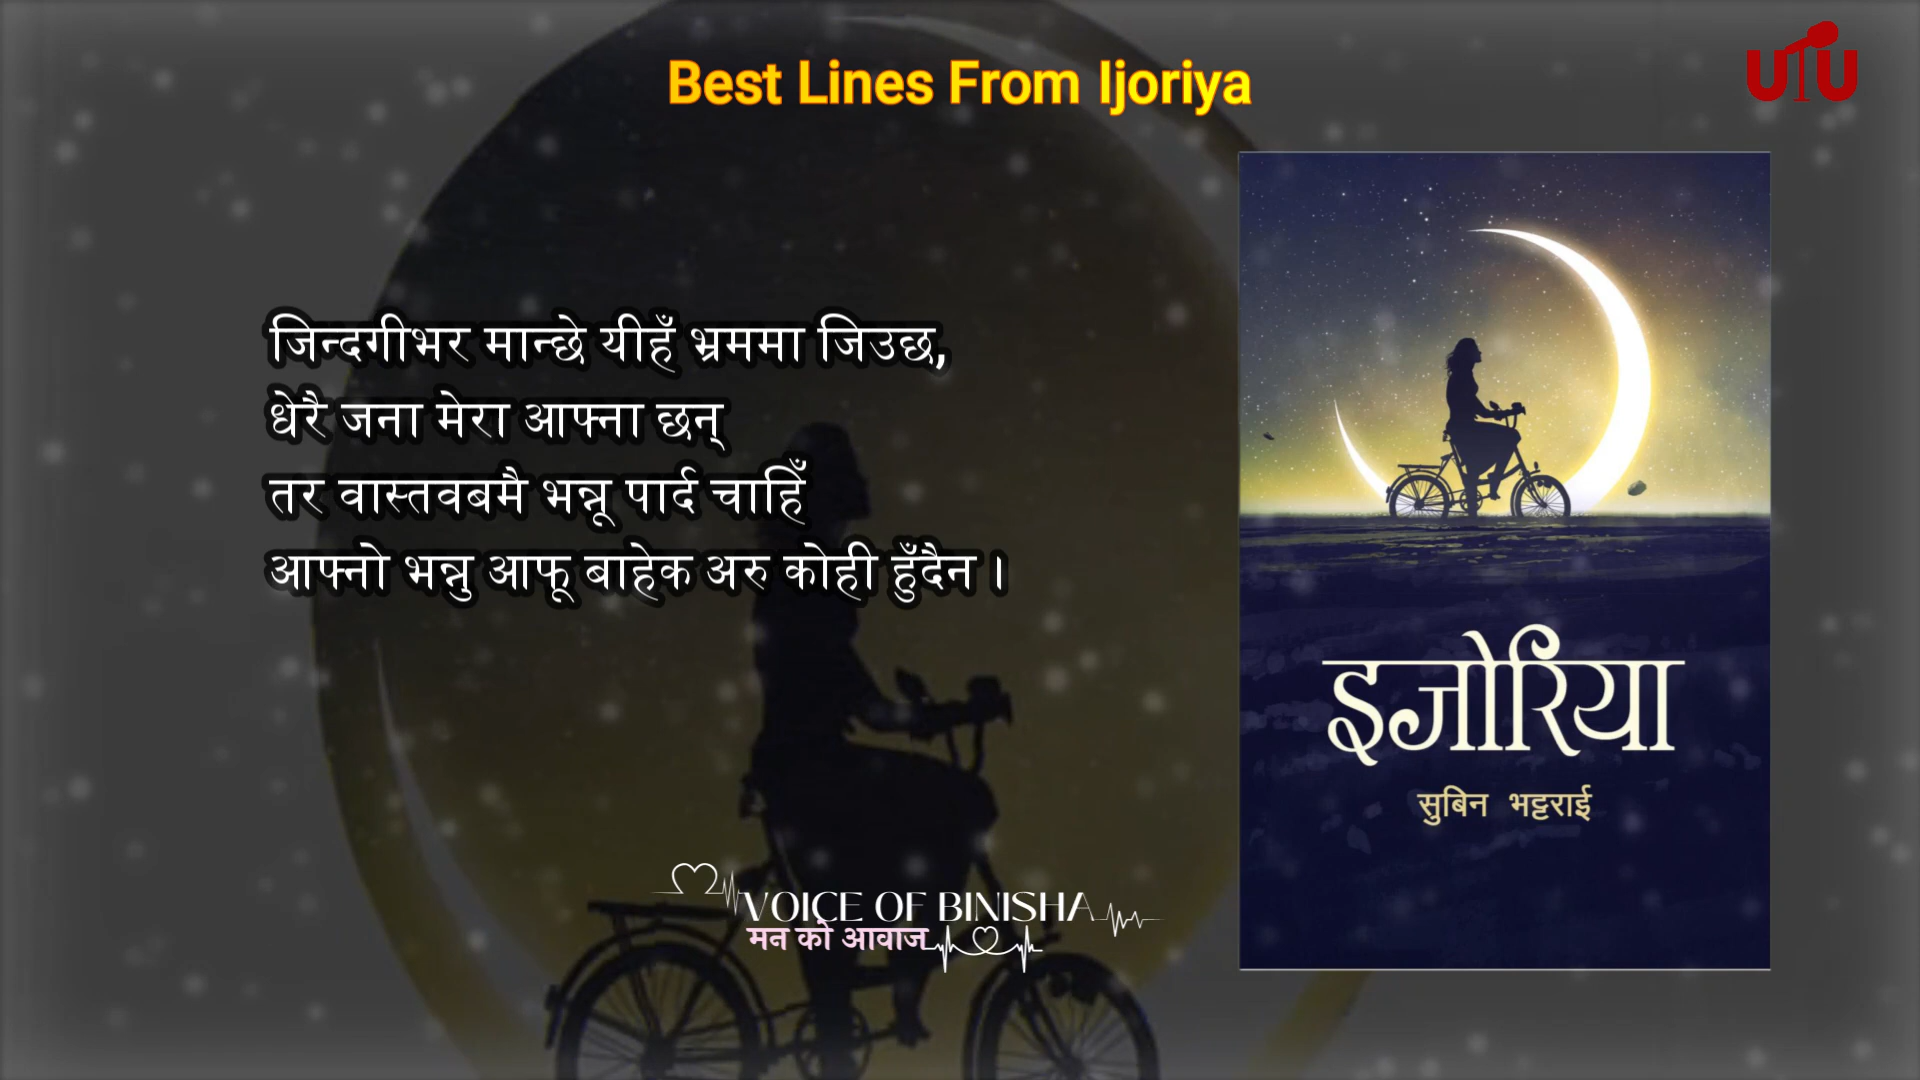 Best Lines From Ijoriya
UTU
जिन्दगीभर मान्छे यीहँ भ्रममा जिउछ,
धेरै जना मेरा आफ्ना छन्
तर वास्तवबमै भन्नू पार्द चाहिँ
आफ्नो भन्नु आफू बाहेक अरु कोही हुँदैन ।
इजोरिया
सुबिन भट्टराई
VOICE OF BINISHA
मन को आवाज